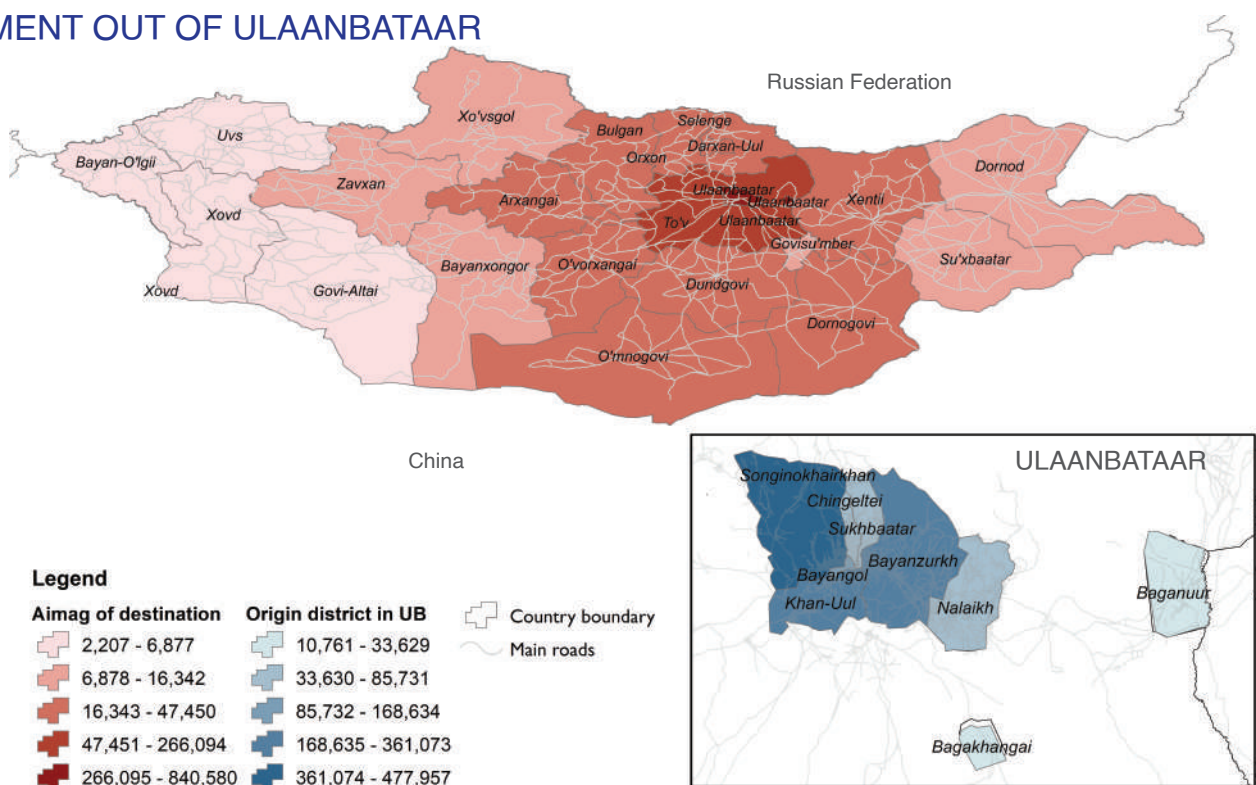 MENT OUT OF ULAANBATAAR
Russian Federation
Xo'vsgol
Uvs
Bayan-O'lgii
Bulgan
Selenge
Orxon
Darxan-Uul
Dornod
Zavxan
Arxangai
Ulaanbaatar
Ulaanbaatar
Xentii
Xovd
To'v
Ulaanbaatar
Govisu'mber
Su'xbaatar
Bayanxongor
O'vorxangai
Xovd
Govi-Altai
Dundgovi
Dornogovi
O'mnogovi
China
ULAANBATAAR
Songinokhairkhan
Chingeltei
Sukhbaatar
Bayanzurkh
Bayangol
Khan-Uul
Nalaikh
Baganuur
Bagakhangai
Legend
Aimag of destination
2,207 - 6,877
6,878 - 16,342
16,343 - 47,450
47,451 - 266,094
266,095 - 840,580
Origin district in UB
10,761 - 33,629
33,630 - 85,731
85,732 - 168,634
168,635 - 361,073
361,074 - 477,957
Country boundary
Main roads